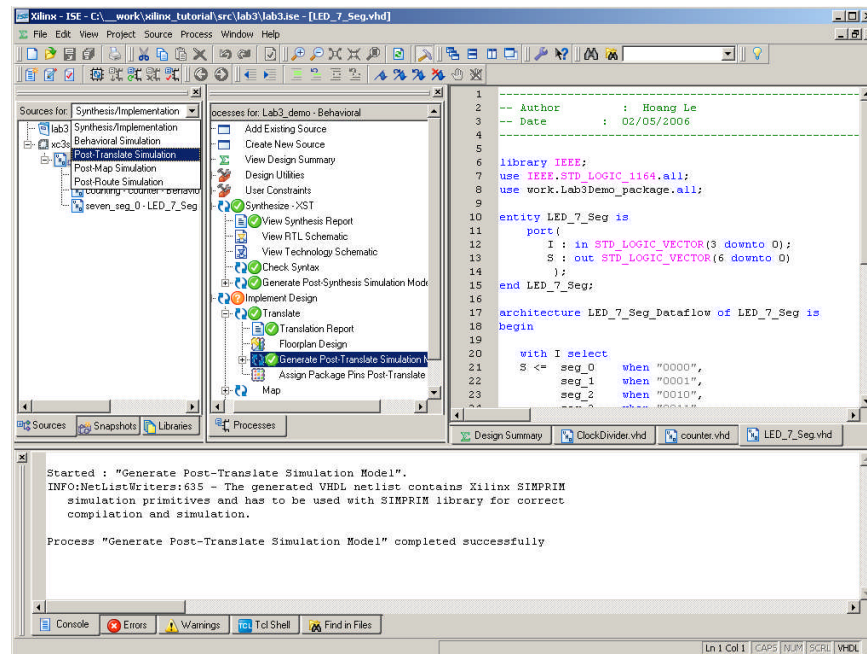 Xilinx - ISE - C:\__work\xilinx_tutorial\src\lab3\lab3.ise - [LED_7_Seg.vhd]
File Edit View Project Source Process Window Help
Sources for: Synthesis/Implementation
Synthesis/Implementation
Behavioral Simulation
Post-Translate Simulation
Post-Map Simulation
Post-Route Simulation
lab3
xc3s
counting - counter - Behavio
seven_seg_0 - LED_7_Seg
Sources
Snapshots
Libraries
ocesses for: Lab3_demo - Behavioral
Add Existing Source
Create New Source
View Design Summary
Design Utilities
User Constraints
Synthesize - XST
View Synthesis Report
View RTL Schematic
View Technology Schematic
Check Syntax
Generate Post-Synthesis Simulation Mode
Implement Design
Translate
Translation Report
Floorplan Design
Generate Post-Translate Simulation M
Assign Package Pins Post-Translate
Map
Processes
1 --------------------------------------------------
2 -- Author : Hoang Le
3 -- Date : 02/05/2006
4 --------------------------------------------------
5
6 library IEEE;
7 use IEEE.STD_LOGIC_1164.all;
8 use work.Lab3Demo_package.all;
9
10 entity LED_7_Seg is
11 port(
12 I : in STD_LOGIC_VECTOR(3 downto 0);
13 S : out STD_LOGIC_VECTOR(6 downto 0)
14 );
15 end LED_7_Seg;
16
17 architecture LED_7_Seg_Dataflow of LED_7_Seg is
18 begin
19
20 with I select
21 S <= seg_0 when "0000",
22 seg_1 when "0001",
23 seg_2 when "0010",
Design Summary
ClockDivider.vhd
counter.vhd
LED_7_Seg.vhd
Started : "Generate Post-Translate Simulation Model".
INFO:NetListWriters:635 - The generated VHDL netlist contains Xilinx SIMPRIM
simulation primitives and has to be used with SIMPRIM library for correct
compilation and simulation.
Process "Generate Post-Translate Simulation Model" completed successfully
Console
Errors
Warnings
TCL Tcl Shell
Find in Files
Ln 1 Col 1 CAPS NUM SCRL VHDL